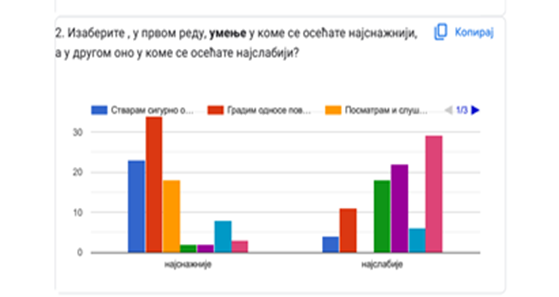 2. Изаберите , у првом реду, умење у коме се осећате најснажнији,
а у другом оно у коме се осећате најслабији?
Копирај
Стварам сигурно о...
Градим односе пов...
Посматрам и слуш...
1/3
30
20
10
0
најснажније
најслабије